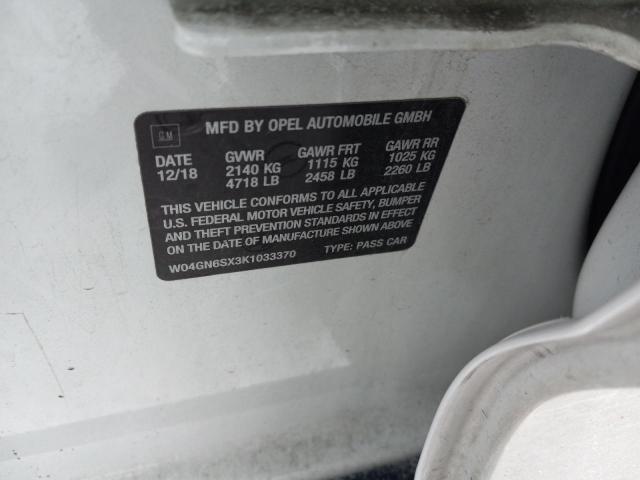 GM
MFD BY OPEL AUTOMOBILE GMBH
DATE GVWR GAWR FRT GAWR RR
12/18 2140 KG 1115 KG 1025 KG
4718 LB 2458 LB 2260 LB
THIS VEHICLE CONFORMS TO ALL APPLICABLE
U.S. FEDERAL MOTOR VEHICLE SAFETY, BUMPER
AND THEFT PREVENTION STANDARDS IN EFFECT
ON THE DATE OF MANUFACTURE SHOWN ABOVE
W04GN6SX3K1033370 TYPE: PASS CAR